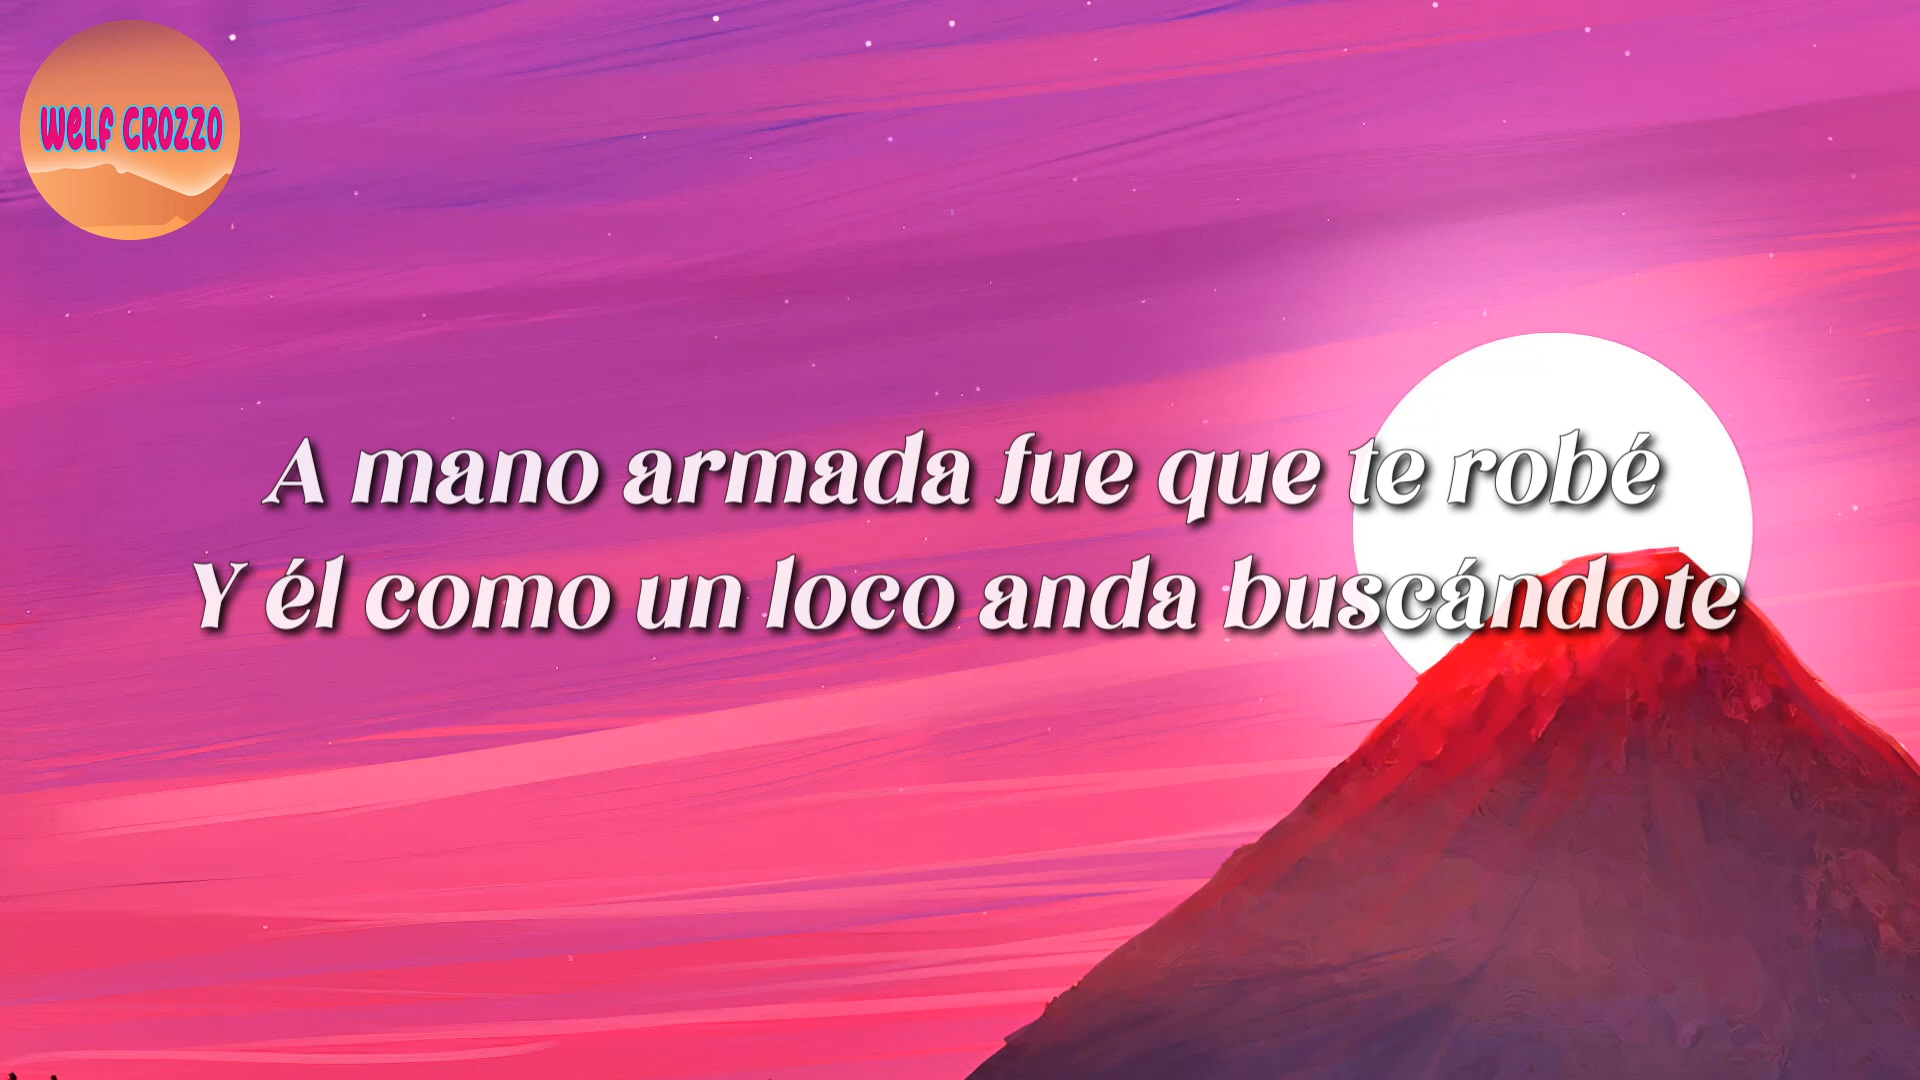 WELF CROZZO
A mano armada fue que te robé
Y él como un loco anda buscándote